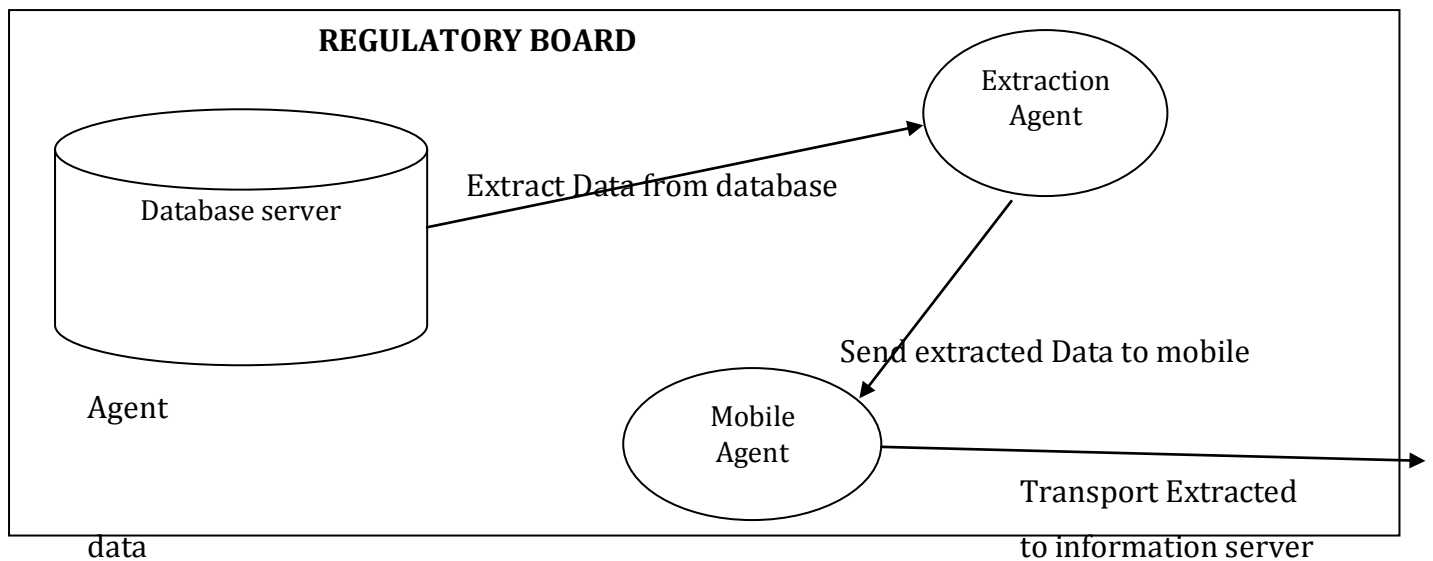 REGULATORY BOARD
Extraction
Agent
Extract Data from database
Database server
Send extracted Data to mobile
Agent
Mobile
Agent
Transport Extracted
data
to information server